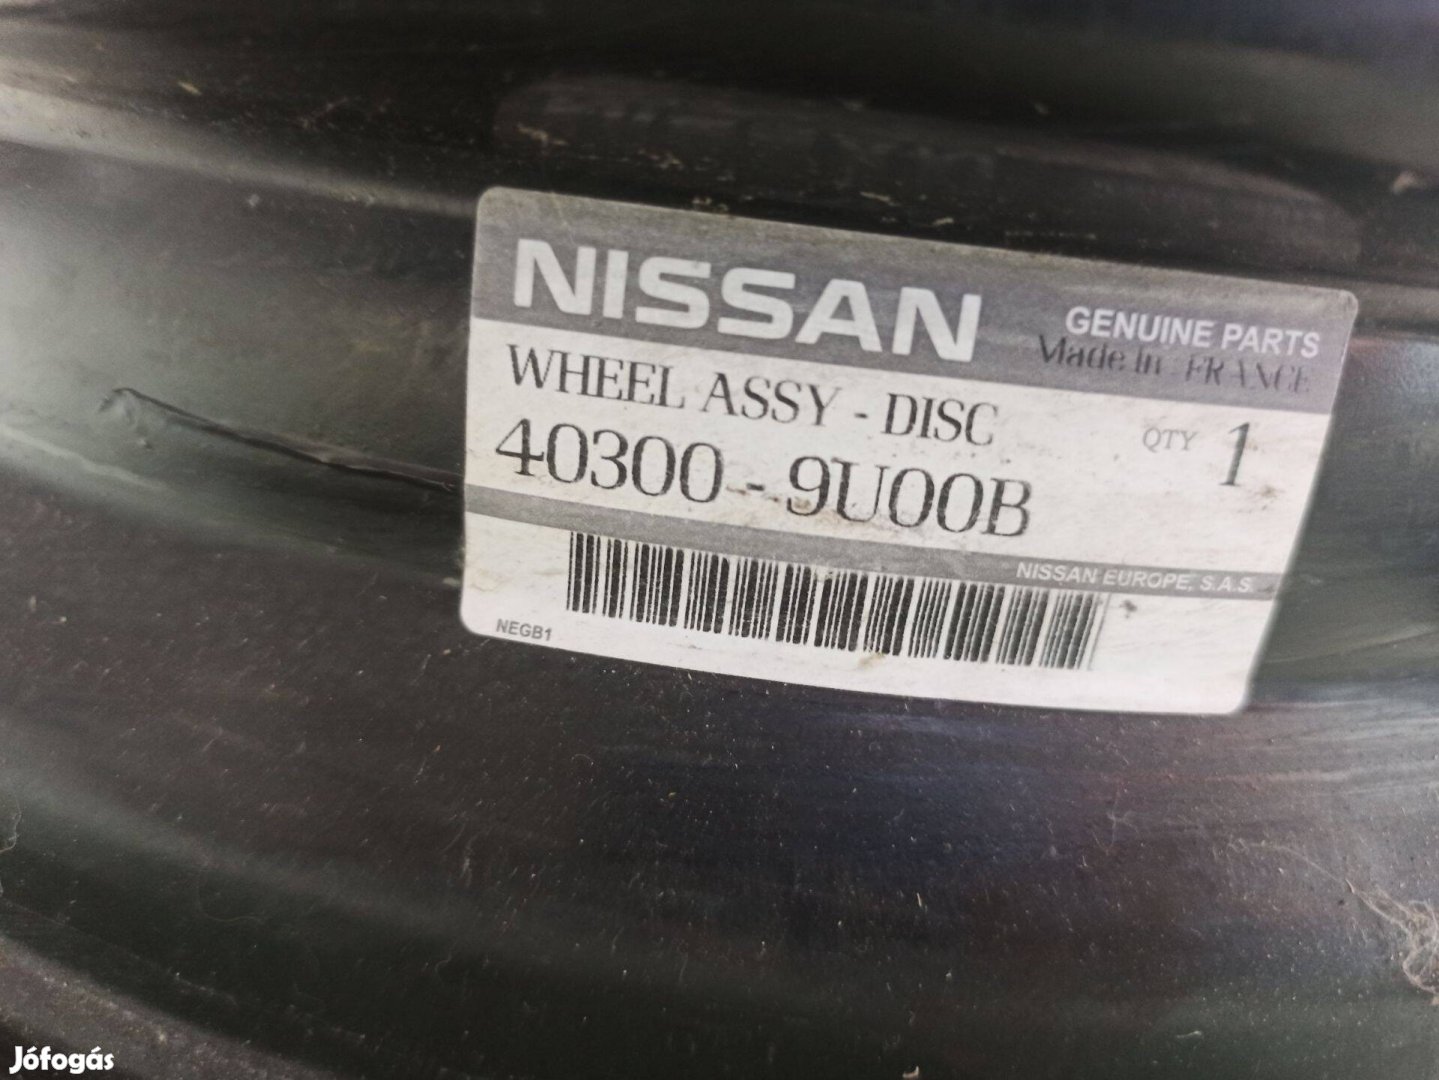 NISSAN
GENUINE PARTS
Made In : FRANCE
WHEEL ASSY - DISC
QTY 1
40300 - 9U00B
NISSAN EUROPE, S.A.S.
NEGB1
Jófogás